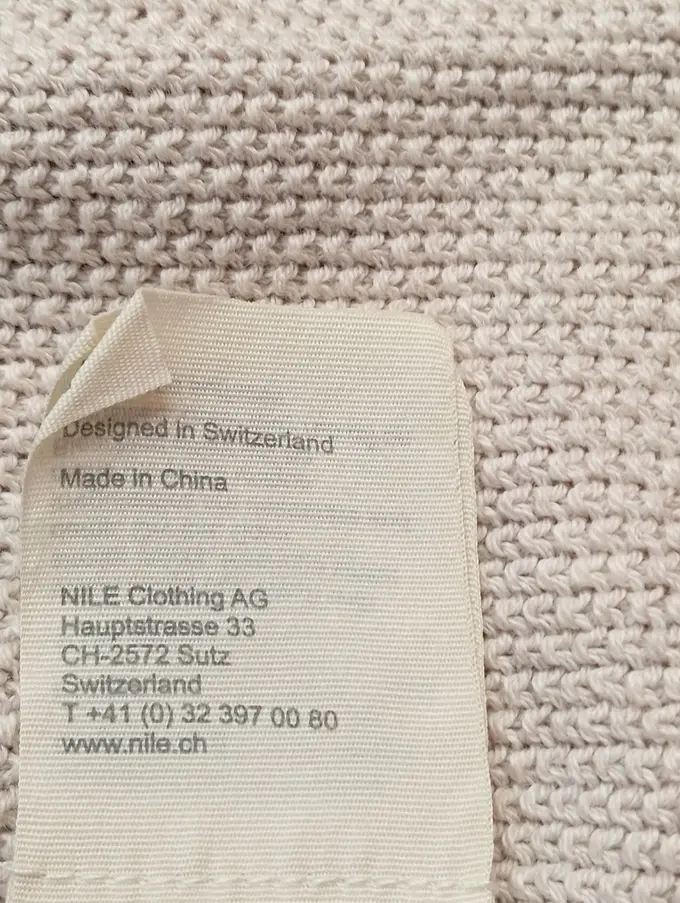 Designed in Switzerland
Made in China
NILE Clothing AG
Hauptstrasse 33
CH-2572 Sutz
Switzerland
T +41 (0) 32 397 00 80
www.nile.ch